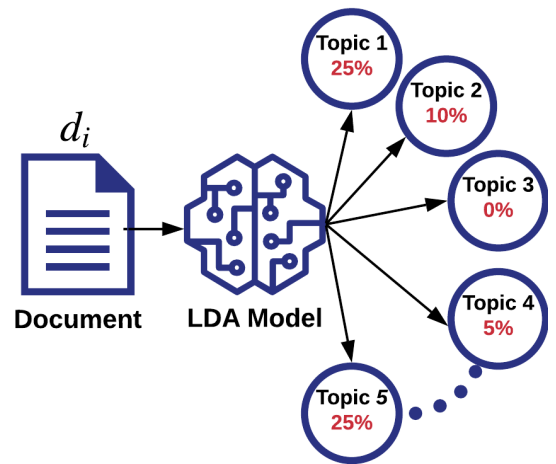 d_i
Document
LDA Model
Topic 1
25%
Topic 2
10%
Topic 3
0%
Topic 4
5%
Topic 5
25%